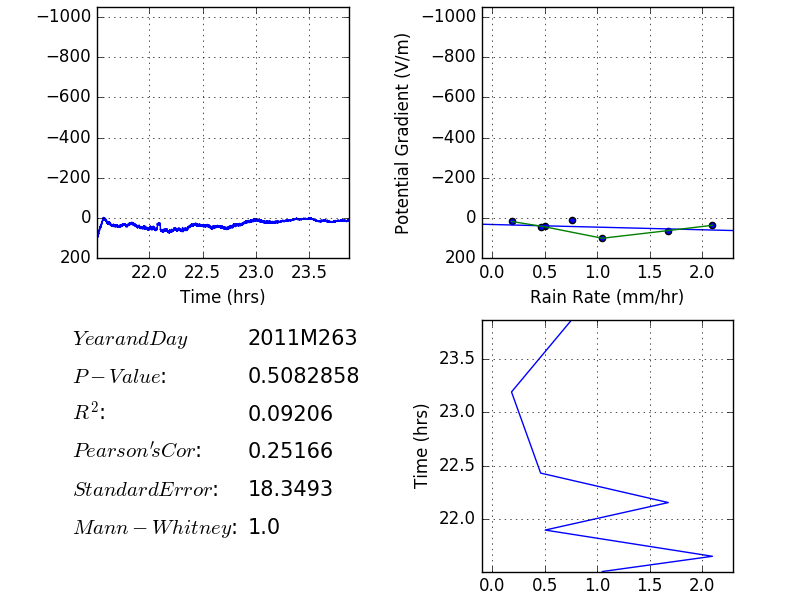 −1000
−800
−600
−400
−200
0
200
22.0 22.5 23.0 23.5
Time (hrs)
Potential Gradient (V/m)
−1000
−800
−600
−400
−200
0
200
0.0 0.5 1.0 1.5 2.0
Rain Rate (mm/hr)
YearandDay 2011M263
P−Value: 0.5082858
R²: 0.09206
Pearson'sCor: 0.25166
StandardError: 18.3493
Mann−Whitney: 1.0
Time (hrs)
23.5
23.0
22.5
22.0
0.0 0.5 1.0 1.5 2.0